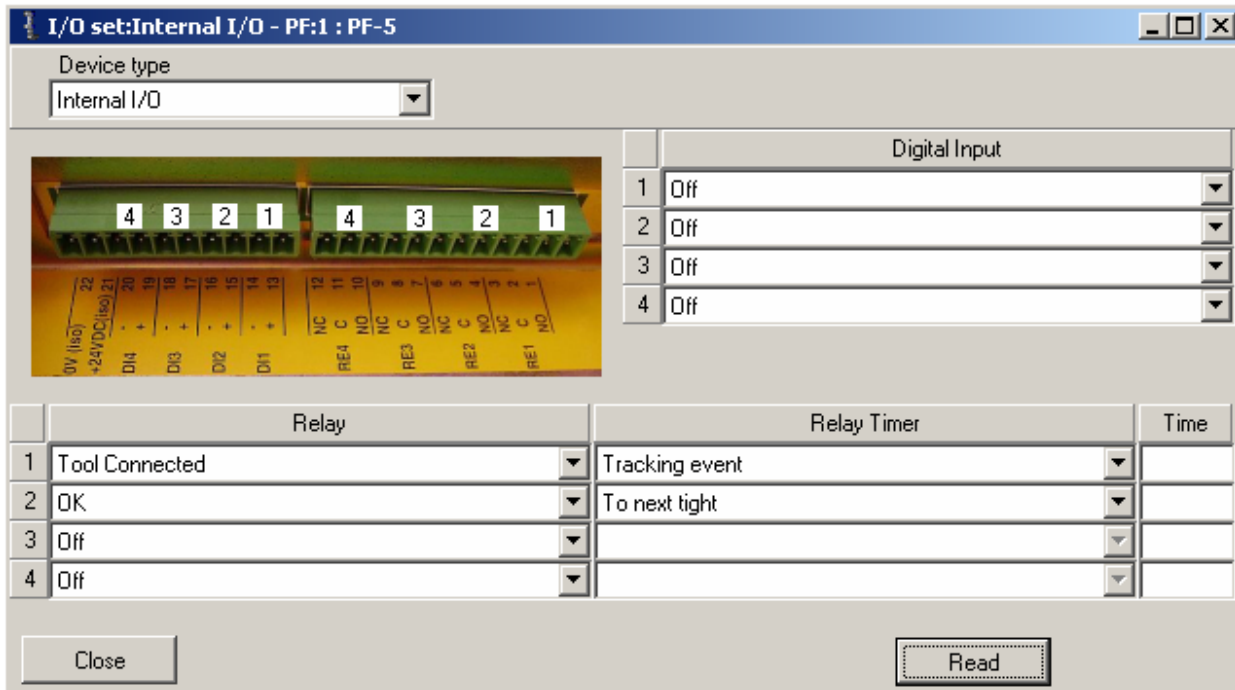 I/O set:Internal I/O - PF:1 : PF-5
Device type
Internal I/O
Digital Input
1 Off
2 Off
3 Off
4 Off
4 3 2 1 4 3 2 1
22 21 20 19 18 17 16 15 14 13 12 11 10 9 8 7 6 5 4 3 2 1
0V (iso) +24VDC(iso) - + - + - + - + NC C NO NC C NO NC C NO NC C NO
DI4 DI3 DI2 DI1 RE4 RE3 RE2 RE1
Relay Relay Timer Time
1 Tool Connected Tracking event
2 OK To next tight
3 Off
4 Off
Close Read